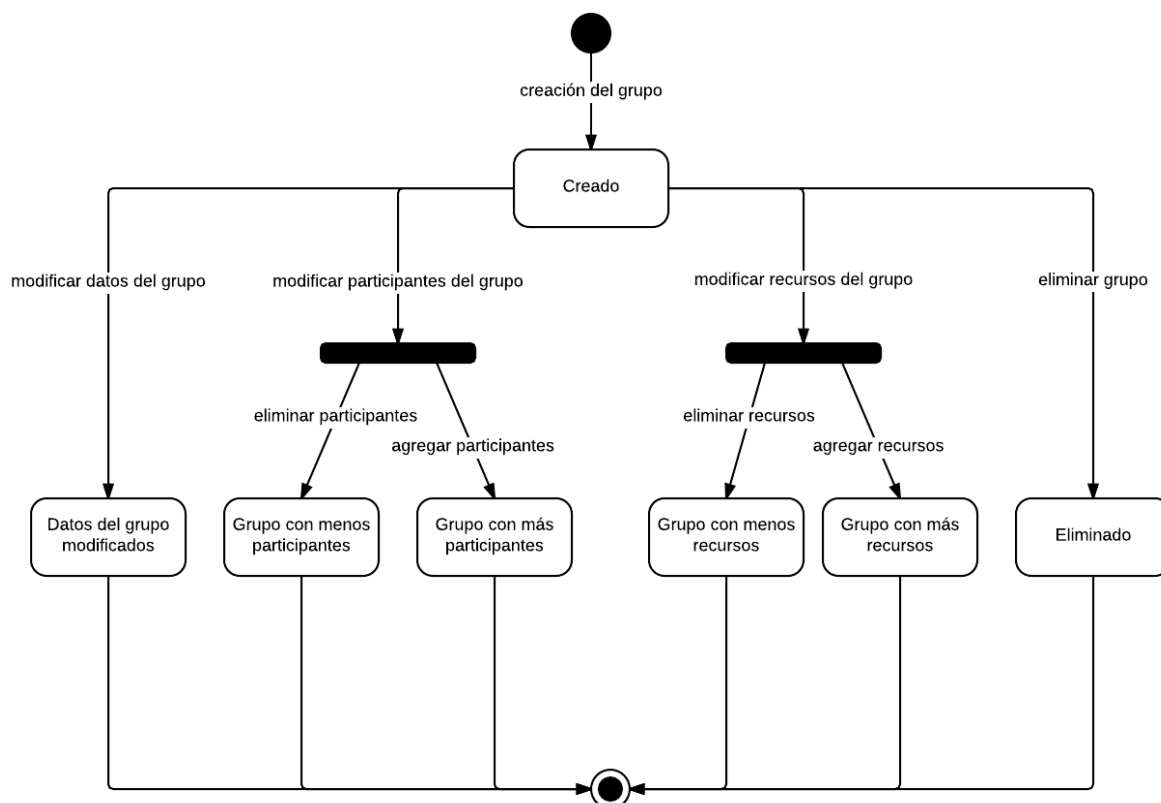 creación del grupo
Creado
modificar datos del grupo
modificar participantes del grupo
modificar recursos del grupo
eliminar grupo
eliminar participantes
agregar participantes
eliminar recursos
agregar recursos
Datos del grupo
modificados
Grupo con menos
participantes
Grupo con más
participantes
Grupo con menos
recursos
Grupo con más
recursos
Eliminado